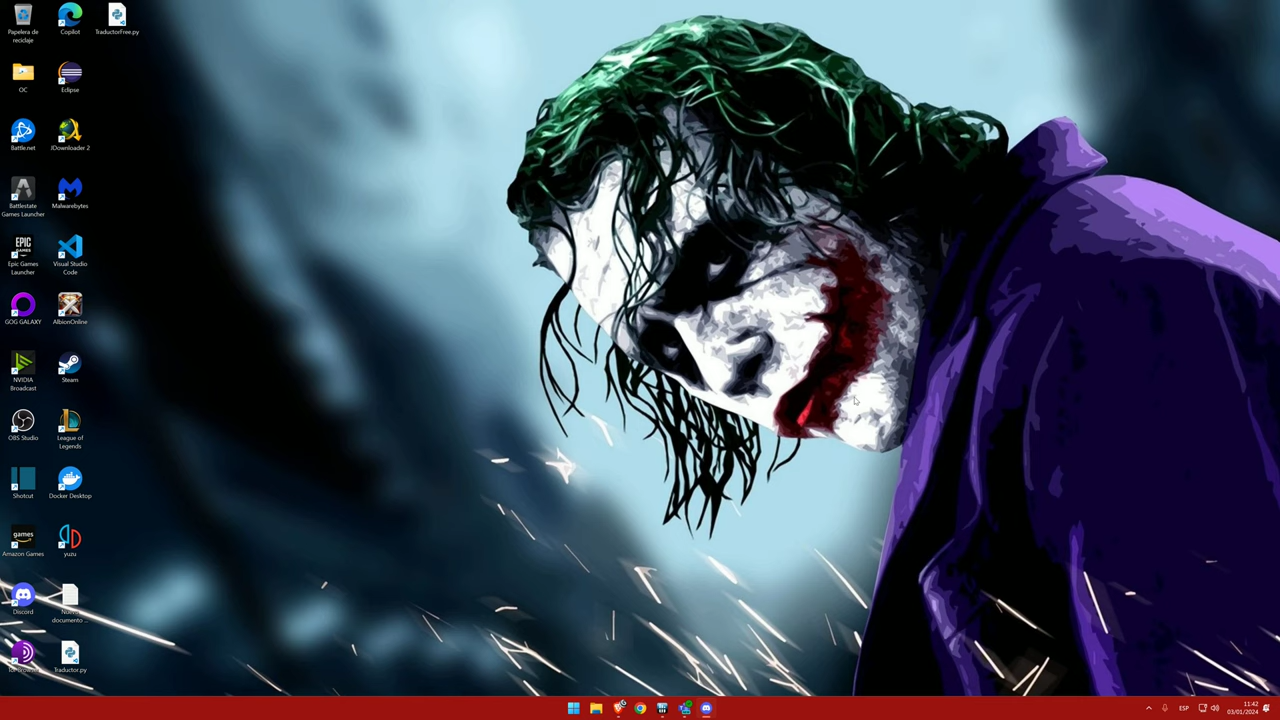 Papelera de
reciclaje
Copilot
TraductorFree.py
OC
Eclipse
Battle.net
JDownloader 2
Battlestate
Games Launcher
Malwarebytes
EPIC
GAMES
Epic Games
Launcher
Visual Studio
Code
GOG GALAXY
AlbionOnline
NVIDIA
Broadcast
Steam
OBS Studio
League of
Legends
Shotcut
Docker Desktop
games
Amazon Games
yuzu
Discord
documento ...
Traductor.py
ESP
11:42
03/01/2024